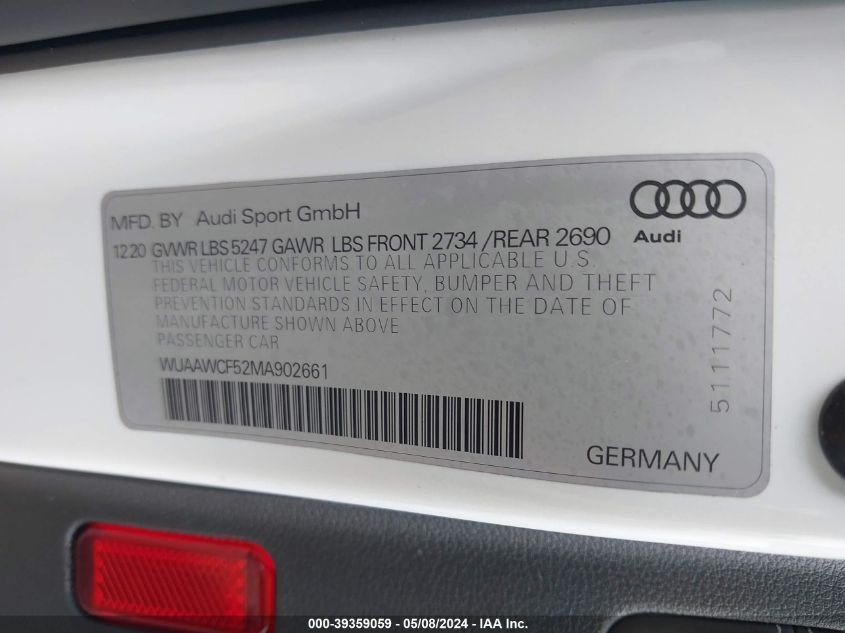 MFD. BY Audi Sport GmbH
12.20 GVWR LBS 5247 GAWR LBS FRONT 2734 / REAR 2690
THIS VEHICLE CONFORMS TO ALL APPLICABLE U.S.
FEDERAL MOTOR VEHICLE SAFETY, BUMPER AND THEFT
PREVENTION STANDARDS IN EFFECT ON THE DATE OF
MANUFACTURE SHOWN ABOVE
PASSENGER CAR
WUAAWCF52MA902661
Audi
51111772
GERMANY
000-39359059 - 05/08/2024 - IAA Inc.